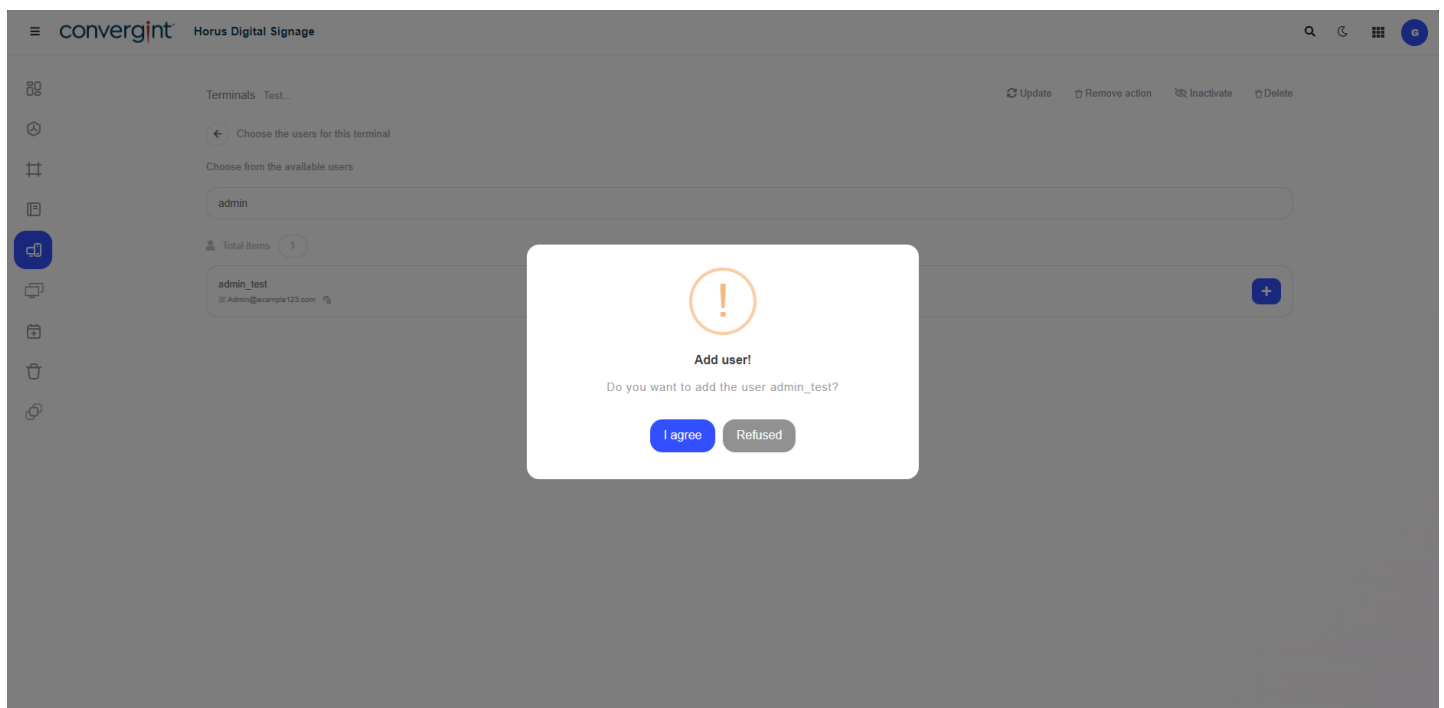 convergint Horus Digital Signage
G
Terminals Test...
Update Remove action Inactivate Delete
Choose the users for this terminal
Choose from the available users
admin
Total items 1
admin_test
Admin@example123.com
+
!
Add user!
Do you want to add the user admin_test?
I agree Refused